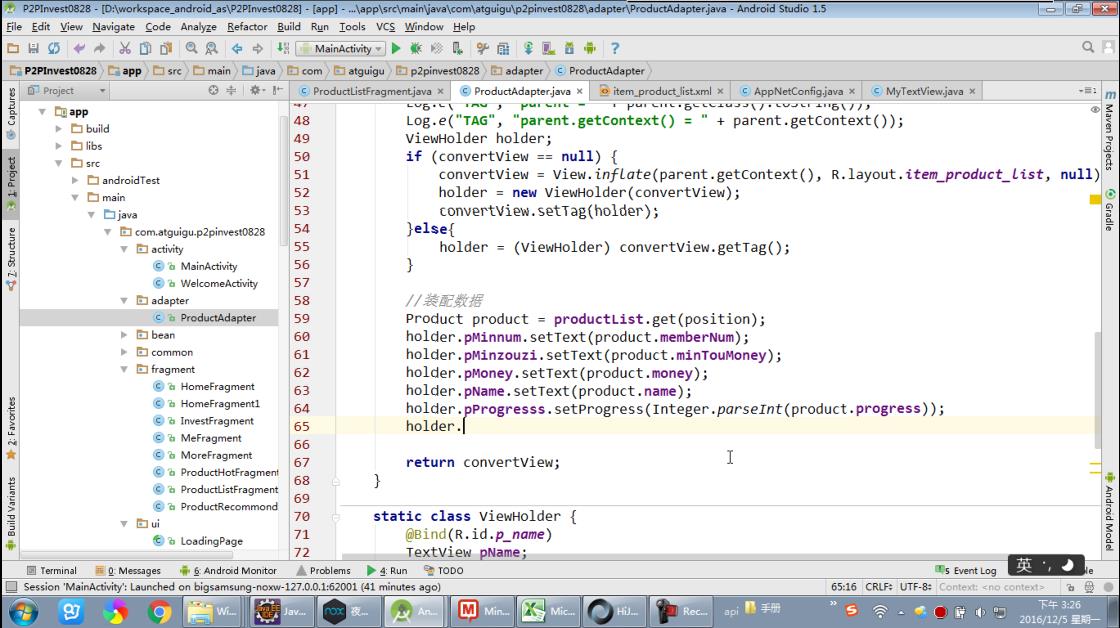 P2PInvest0828 - [D:\workspace_android_as\P2PInvest0828] - [app] - ...\app\src\main\java\com\atguigu\p2pinvest0828\adapter\ProductAdapter.java - Android Studio 1.5
File Edit View Navigate Code Analyze Refactor Build Run Tools VCS Window Help
MainActivity
P2PInvest0828 app src main java com atguigu p2pinvest0828 adapter ProductAdapter
Project
ProductListFragment.java ProductAdapter.java item_product_list.xml AppNetConfig.java MyTextView.java
Captures
1: Project
7: Structure
2: Favorites
Build Variants
app
build
libs
src
androidTest
main
java
com.atguigu.p2pinvest0828
activity
MainActivity
WelcomeActivity
adapter
ProductAdapter
bean
common
fragment
HomeFragment
HomeFragment1
InvestFragment
MeFragment
MoreFragment
ProductHotFragment
ProductListFragment
ProductRecommond
ui
LoadingPage
47 Log.e("TAG", "parent = " + parent.getClass().toString());
48 Log.e("TAG", "parent.getContext() = " + parent.getContext());
49 ViewHolder holder;
50 if (convertView == null) {
51 convertView = View.inflate(parent.getContext(), R.layout.item_product_list, null)
52 holder = new ViewHolder(convertView);
53 convertView.setTag(holder);
54 }else{
55 holder = (ViewHolder) convertView.getTag();
56 }
57
58 //装配数据
59 Product product = productList.get(position);
60 holder.pMinnum.setText(product.memberNum);
61 holder.pMinzouzi.setText(product.minTouMoney);
62 holder.pMoney.setText(product.money);
63 holder.pName.setText(product.name);
64 holder.pProgresss.setProgress(Integer.parseInt(product.progress));
65 holder.
66
67 return convertView;
68 }
69
70 static class ViewHolder {
71 @Bind(R.id.p_name)
72 TextView pName;
Maven Projects
Gradle
Android Model
Terminal 0: Messages 6: Android Monitor Problems 4: Run TODO 5 Event Log
英
Session 'MainActivity': Launched on bigsamsung-noxw-127.0.0.1:62001 (41 minutes ago) 65:16 CRLF÷ UTF-8÷ Context: <no context>
Wi... Jav... 夜... An... Min... Mic... HiJ... Rec... api 手册
下午 3:26
2016/12/5 星期一